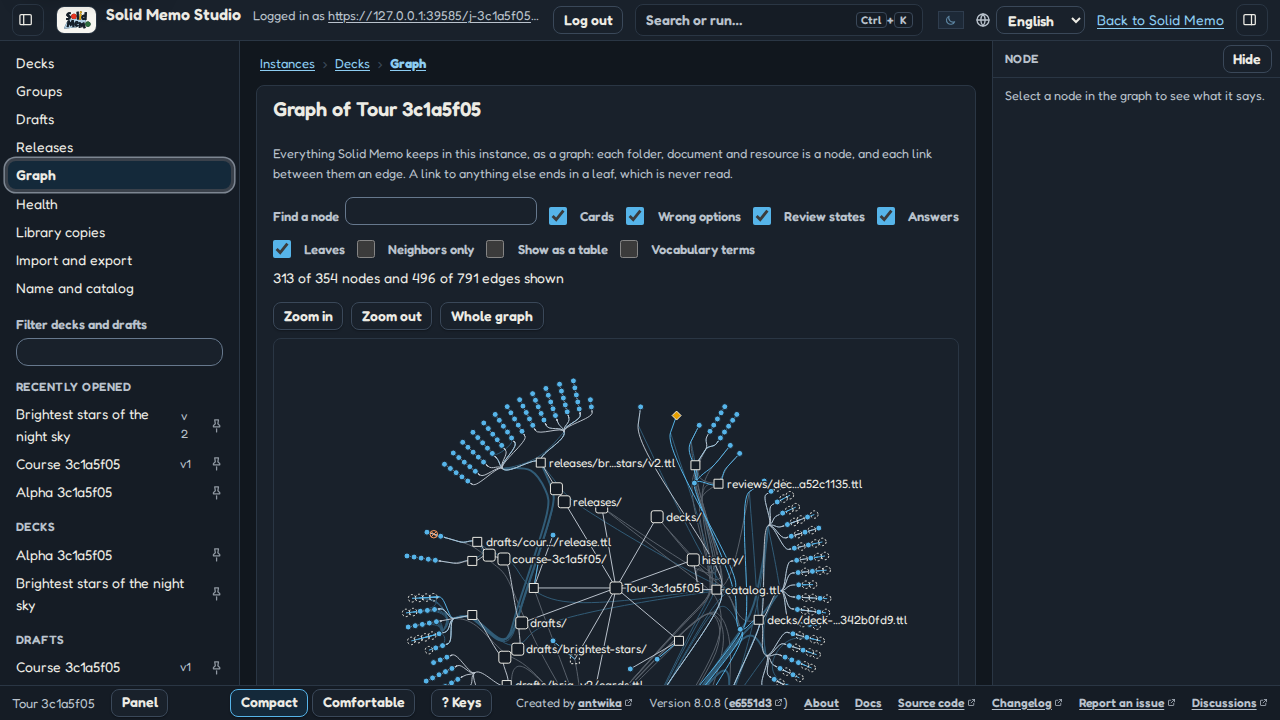 Solid Memo Studio
Logged in as https://127.0.0.1:39585/j-3c1a5f05…
Log out
Search or run...
Ctrl + K
English
Back to Solid Memo
Decks
Groups
Drafts
Releases
Graph
Health
Library copies
Import and export
Name and catalog
Filter decks and drafts
RECENTLY OPENED
Brightest stars of the night sky v2
Course 3c1a5f05 v1
Alpha 3c1a5f05
DECKS
Alpha 3c1a5f05
Brightest stars of the night sky
DRAFTS
Course 3c1a5f05 v1
Instances › Decks › Graph
Graph of Tour 3c1a5f05
Everything Solid Memo keeps in this instance, as a graph: each folder, document and resource is a node, and each link
between them an edge. A link to anything else ends in a leaf, which is never read.
Find a node
Cards
Wrong options
Review states
Answers
Leaves
Neighbors only
Show as a table
Vocabulary terms
313 of 354 nodes and 496 of 791 edges shown
Zoom in
Zoom out
Whole graph
releases/br…stars/v2.ttl
reviews/dec…a52c1135.ttl
releases/
decks/
drafts/cour…/release.ttl
course-3c1a5f05/
history/
Tour 3c1a5f05
catalog.ttl
decks/deck-…342b0fd9.ttl
drafts/
drafts/brightest-stars/
NODE
Hide
Select a node in the graph to see what it says.
Tour 3c1a5f05
Panel
Compact
Comfortable
? Keys
Created by antwika
Version 8.0.8 (e6551d3)
About
Docs
Source code
Changelog
Report an issue
Discussions